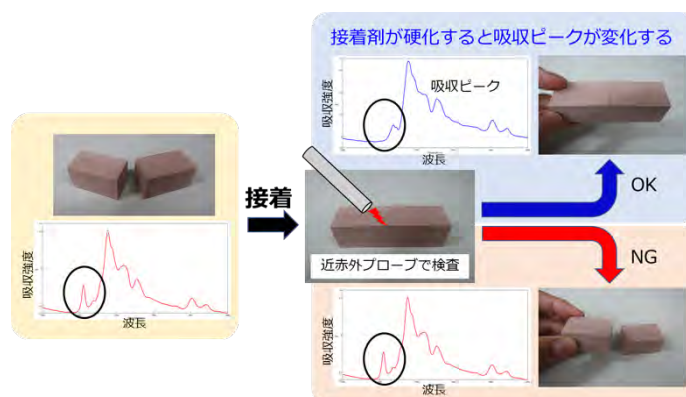 接着剤が硬化すると吸収ピークが変化する
吸収ピーク
吸収強度
波長
OK
接着
近赤外プローブで検査
吸収強度
波長
NG
吸収強度
波長